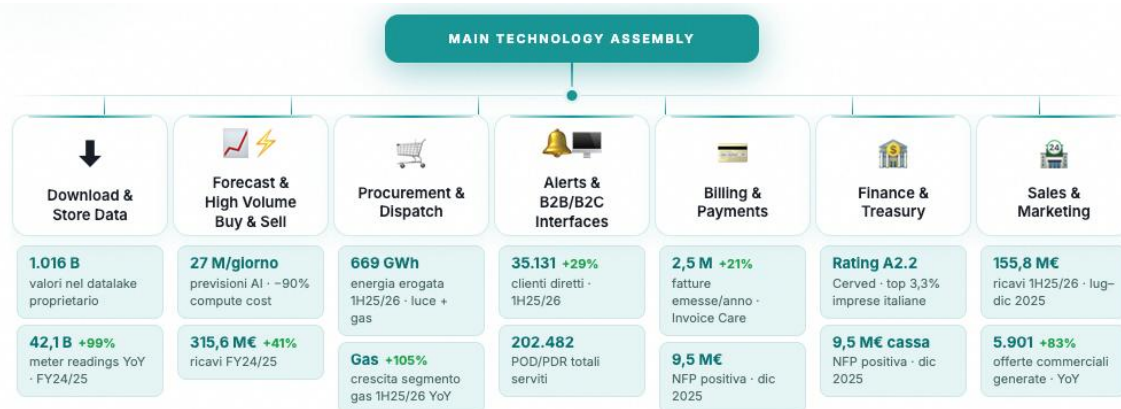 MAIN TECHNOLOGY ASSEMBLY
Download &
Store Data
1.016 B
valori nel datalake
proprietario
42,1 B +99%
meter readings YoY
· FY24/25
Forecast &
High Volume
Buy & Sell
27 M/giorno
previsioni AI · −90%
compute cost
315,6 M€ +41%
ricavi FY24/25
Procurement &
Dispatch
669 GWh
energia erogata
1H25/26 · luce +
gas
Gas +105%
crescita segmento
gas 1H25/26 YoY
Alerts &
B2B/B2C
Interfaces
35.131 +29%
clienti diretti ·
1H25/26
202.482
POD/PDR totali
serviti
Billing &
Payments
2,5 M +21%
fatture
emesse/anno ·
Invoice Care
9,5 M€
NFP positiva · dic
2025
Finance &
Treasury
Rating A2.2
Cerved · top 3,3%
imprese italiane
9,5 M€ cassa
NFP positiva · dic
2025
24
Sales &
Marketing
155,8 M€
ricavi 1H25/26 · lug–
dic 2025
5.901 +83%
offerte commerciali
generate · YoY